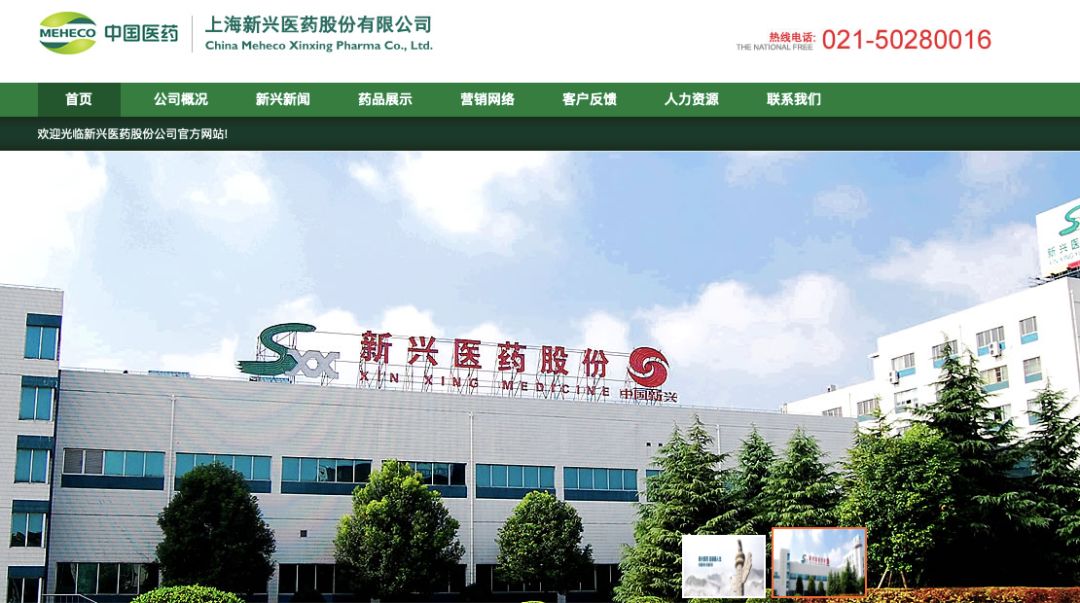 MEHECO 中国医药
上海新兴医药股份有限公司
China Meheco Xinxing Pharma Co., Ltd.
热线电话:
THE NATIONAL FREE
021-50280016
首页 公司概况 新兴新闻 药品展示 营销网络 客户反馈 人力资源 联系我们
欢迎光临新兴医药股份公司官方网站!
Sxx 新兴医药股份
XIN XING MEDICINE 中国新兴
新兴医